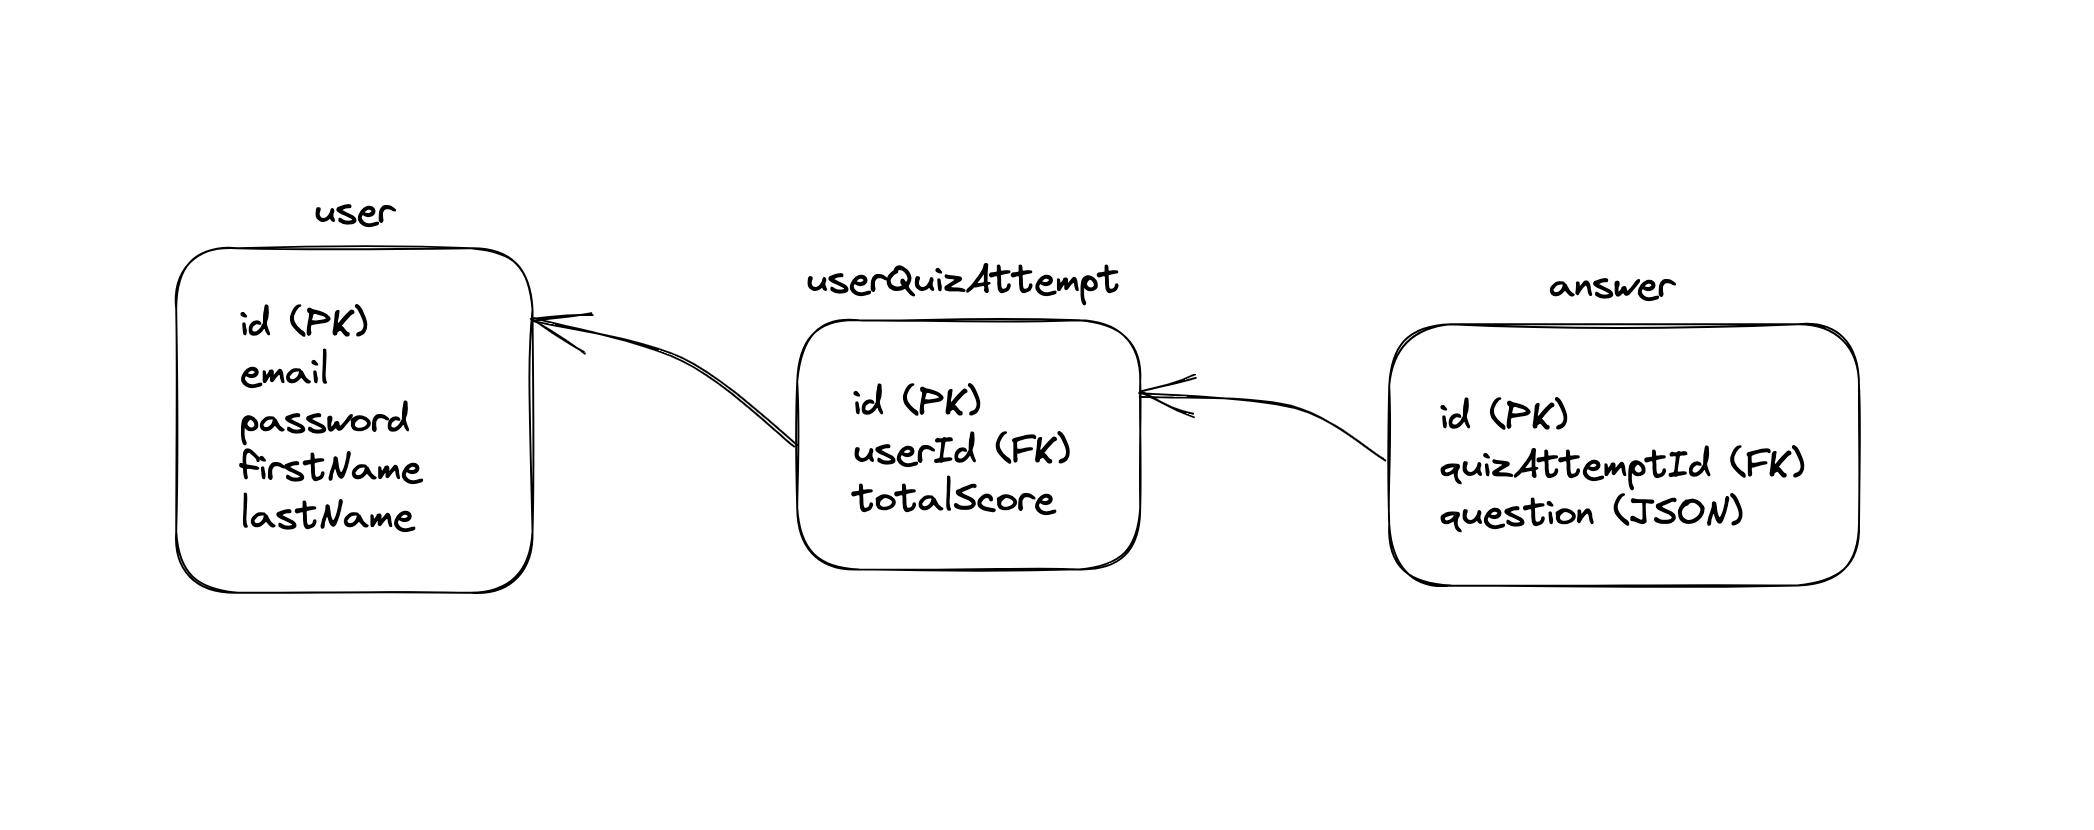 user
id (PK)
email
password
firstName
lastName
userQuizAttempt
id (PK)
userId (FK)
totalScore
answer
id (PK)
quizAttemptId (FK)
question (JSON)